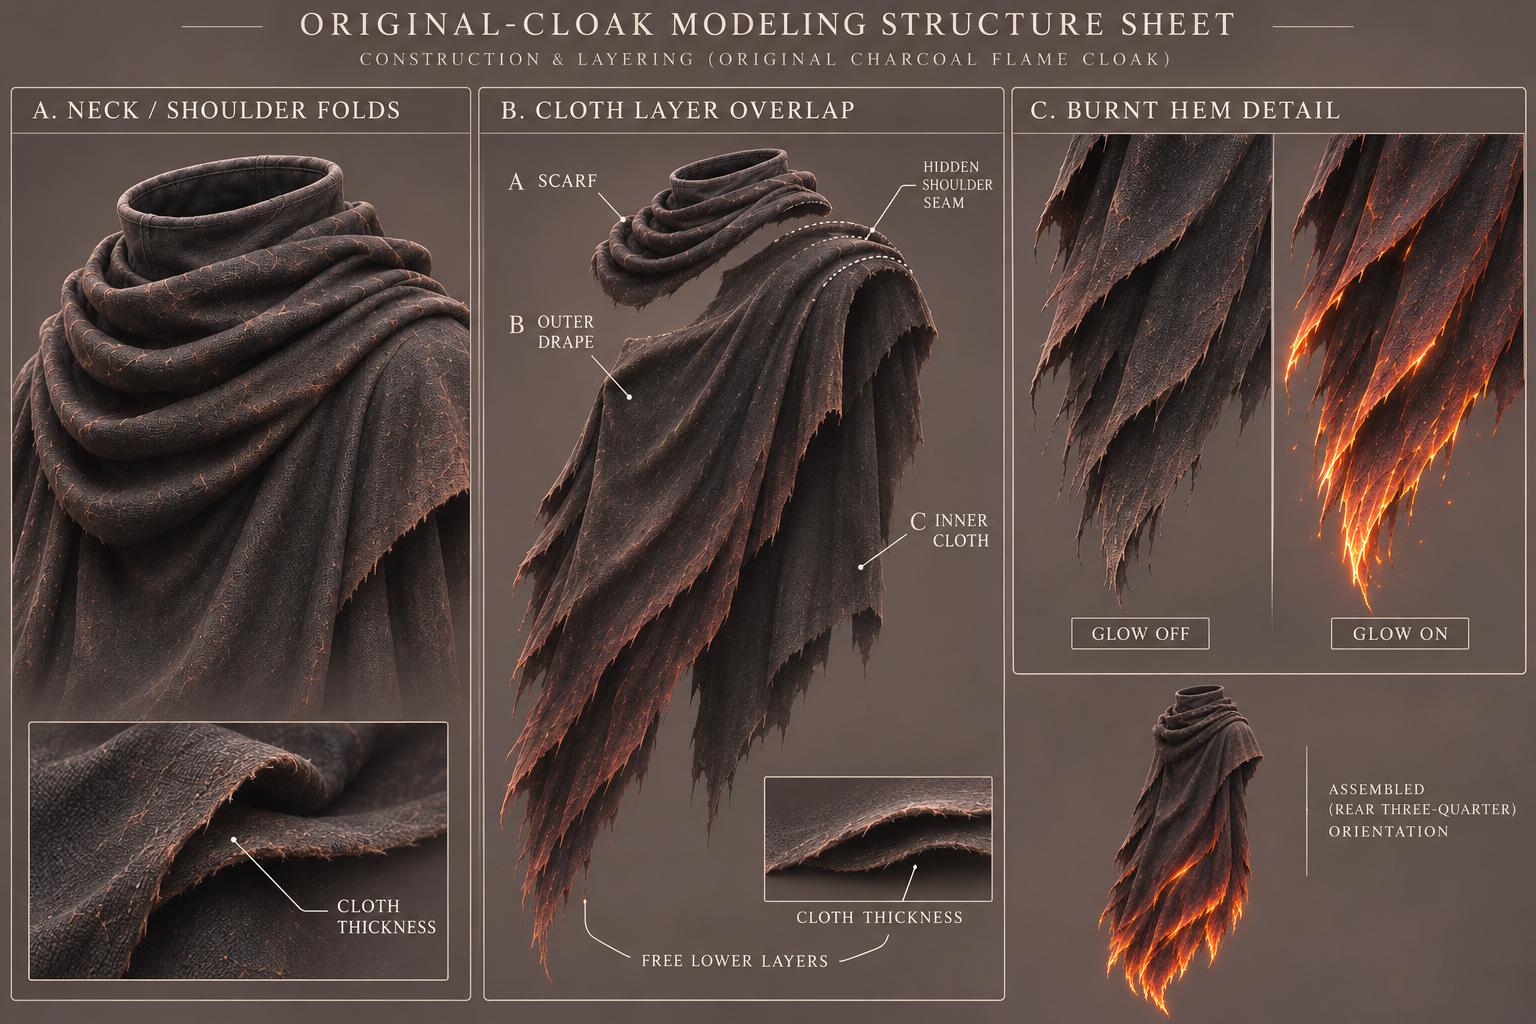 ORIGINAL-CLOAK MODELING STRUCTURE SHEET
CONSTRUCTION & LAYERING (ORIGINAL CHARCOAL FLAME CLOAK)
A. NECK / SHOULDER FOLDS
CLOTH
THICKNESS
B. CLOTH LAYER OVERLAP
A SCARF
HIDDEN
SHOULDER
SEAM
B OUTER
DRAPE
C INNER
CLOTH
CLOTH THICKNESS
FREE LOWER LAYERS
C. BURNT HEM DETAIL
GLOW OFF
GLOW ON
ASSEMBLED
(REAR THREE-QUARTER)
ORIENTATION